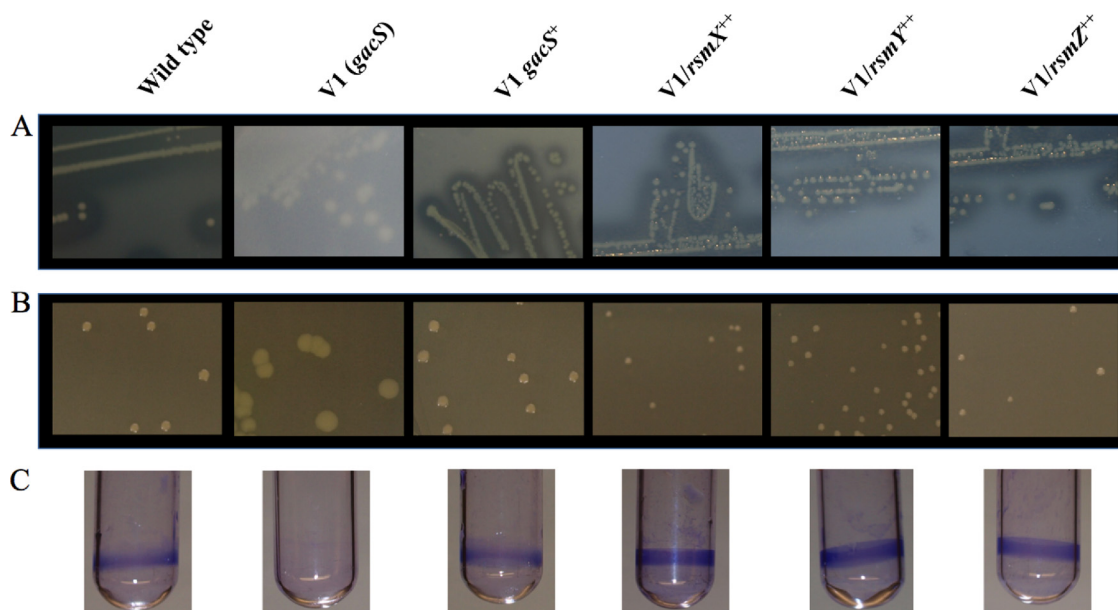 Wild type
V1 (gacS)
V1 gacS⁺
V1/rsmX⁺⁺
V1/rsmY⁺⁺
V1/rsmZ⁺⁺
A
B
C